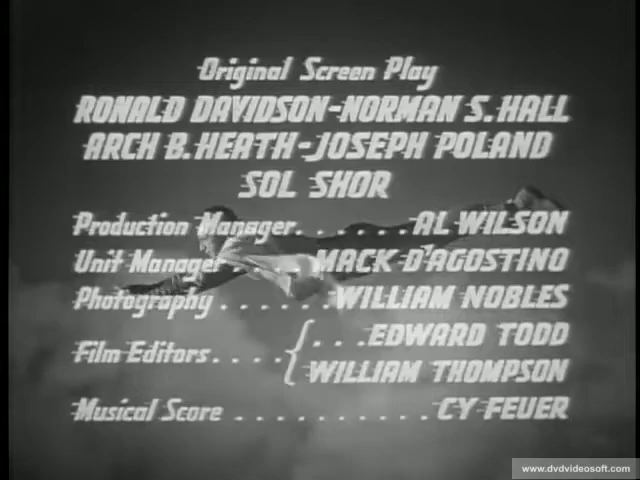 Original Screen Play
RONALD DAVIDSON-NORMAN S. HALL
ARCH B. HEATH-JOSEPH POLAND
SOL SHOR
Production Manager. . . . . . AL WILSON
Unit Manager . . . . . MACK D'AGOSTINO
Photography . . . . . . WILLIAM NOBLES
Film Editors. . . . { . . . EDWARD TODD
WILLIAM THOMPSON
Musical Score . . . . . . . . . . CY FEUER
www.dvdvideosoft.com